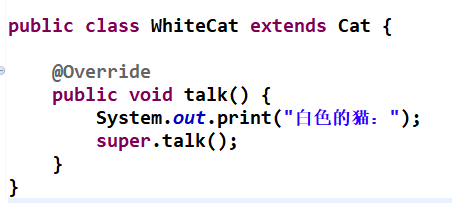 public class WhiteCat extends Cat {
@Override
public void talk() {
System.out.print("白色的猫：");
super.talk();
}
}